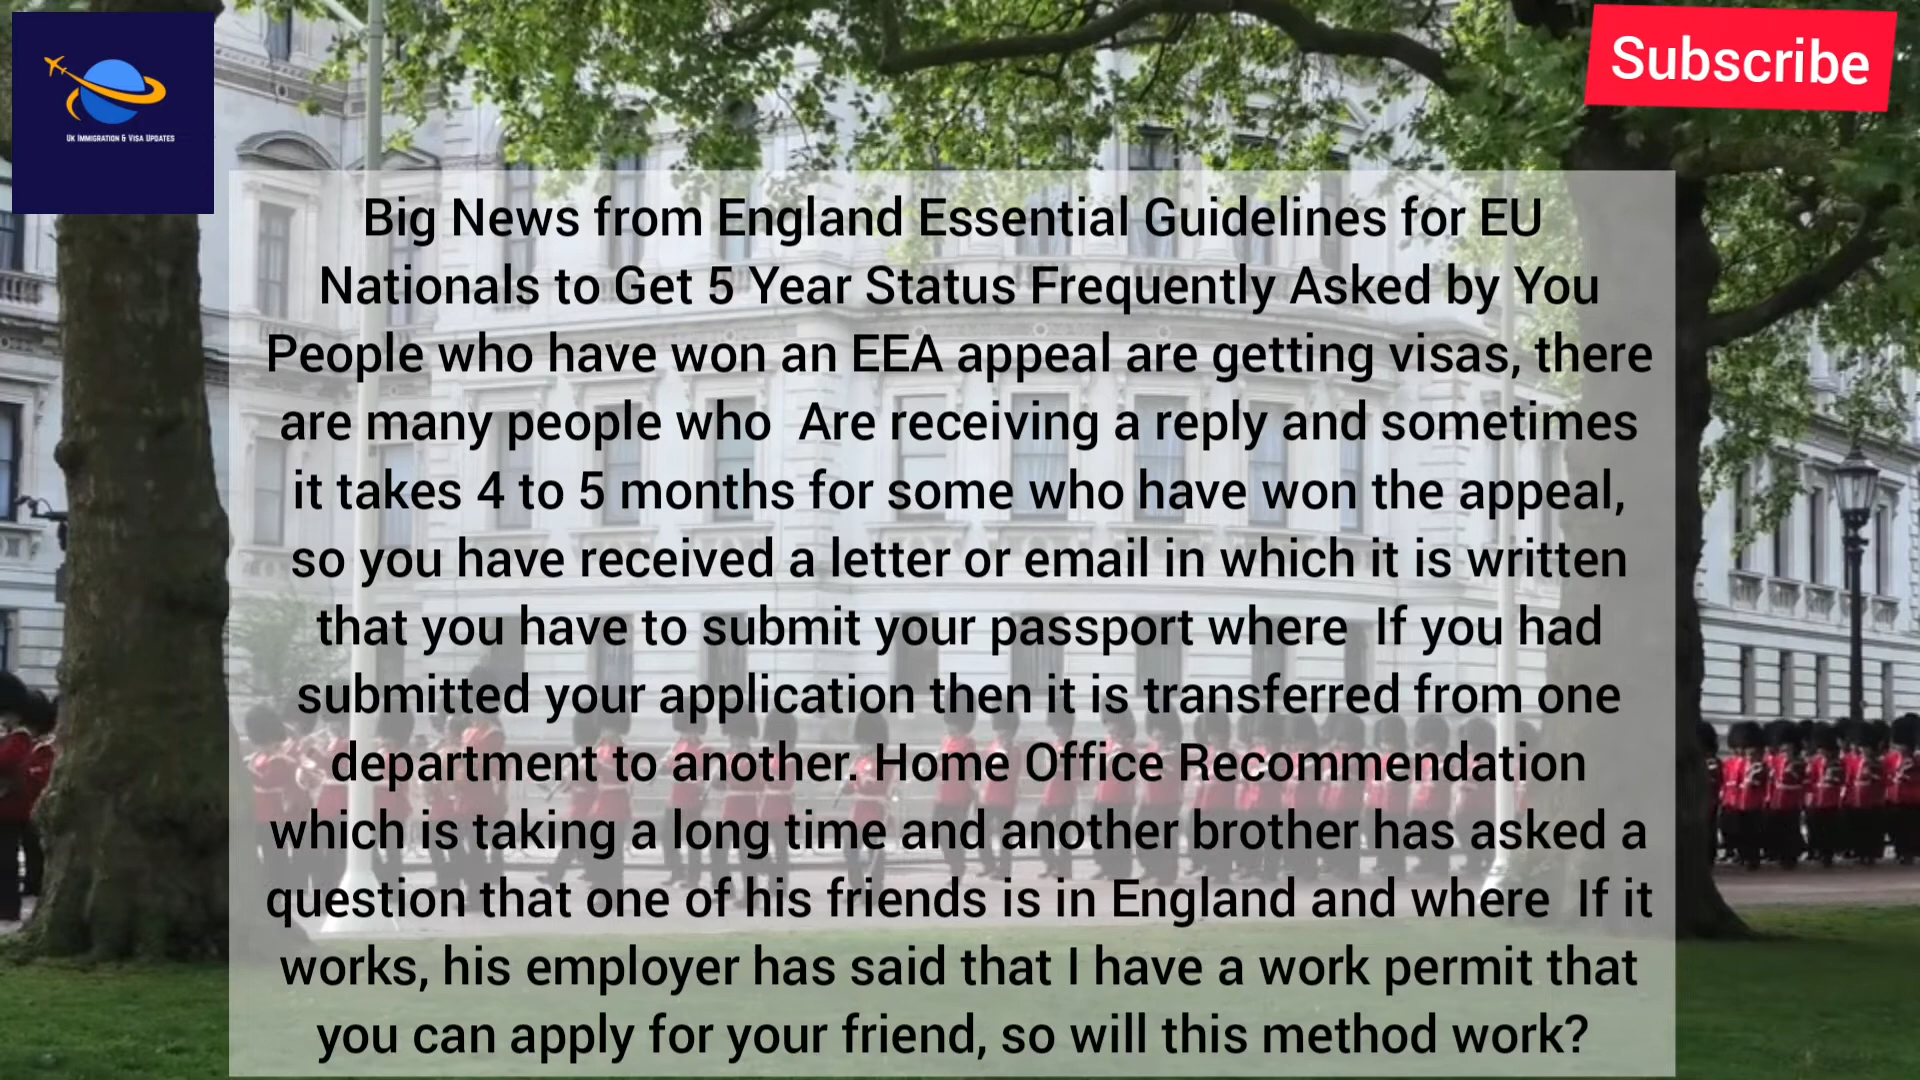 UK IMMIGRATION & VISA UPDATES
Subscribe
Big News from England Essential Guidelines for EU
Nationals to Get 5 Year Status Frequently Asked by You
People who have won an EEA appeal are getting visas, there
are many people who  Are receiving a reply and sometimes
it takes 4 to 5 months for some who have won the appeal,
so you have received a letter or email in which it is written
that you have to submit your passport where  If you had
submitted your application then it is transferred from one
department to another. Home Office Recommendation
which is taking a long time and another brother has asked a
question that one of his friends is in England and where  If it
works, his employer has said that I have a work permit that
you can apply for your friend, so will this method work?